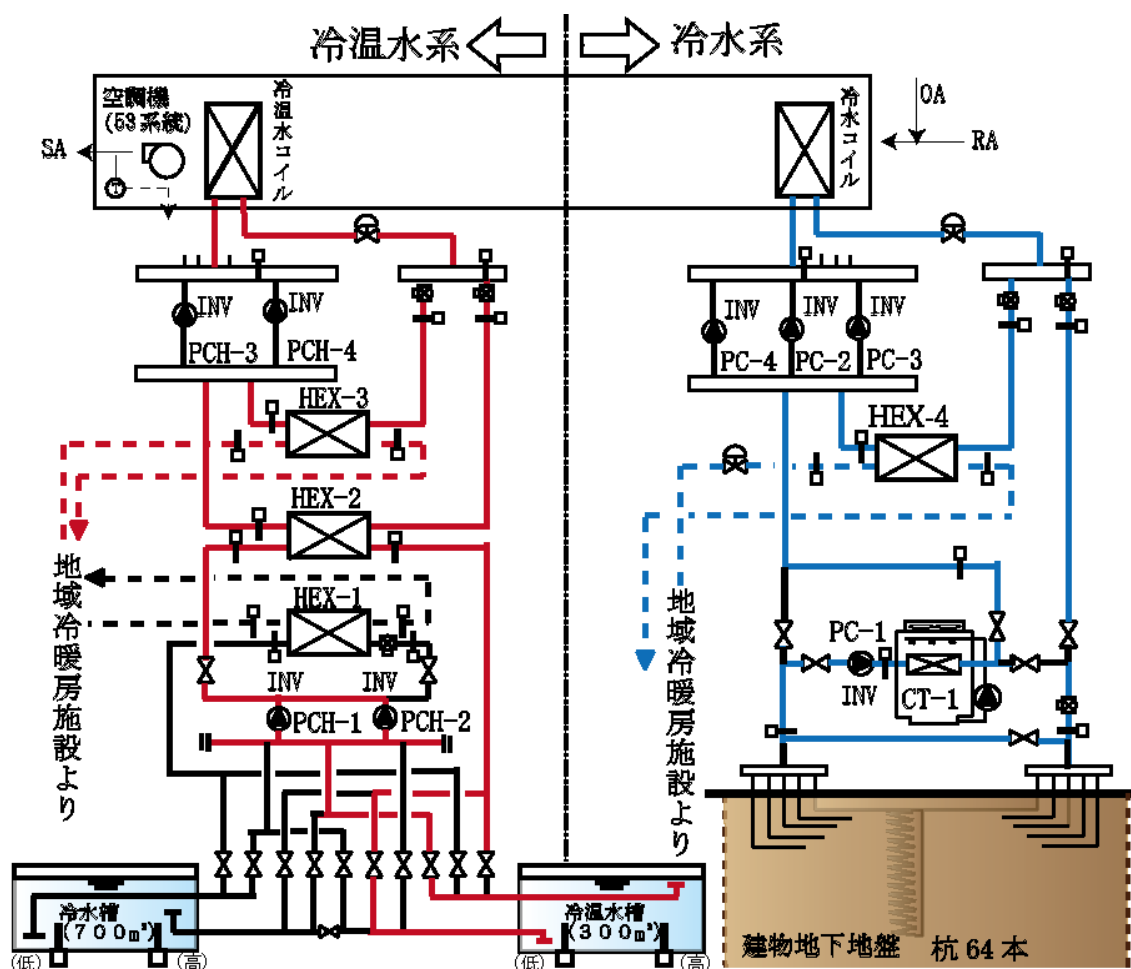 冷温水系
冷水系
空調機
(53系統)
冷温水コイル
冷水コイル
OA
SA
RA
T
INV
INV
PCH-3
PCH-4
INV
INV
INV
PC-4
PC-2
PC-3
HEX-3
HEX-4
HEX-2
HEX-1
地域冷暖房施設より
地域冷暖房施設より
INV
INV
PCH-1
PCH-2
PC-1
INV
CT-1
冷水槽
(700m³)
(低)
(高)
冷温水槽
(300m³)
(低)
(高)
建物地下地盤 杭64本